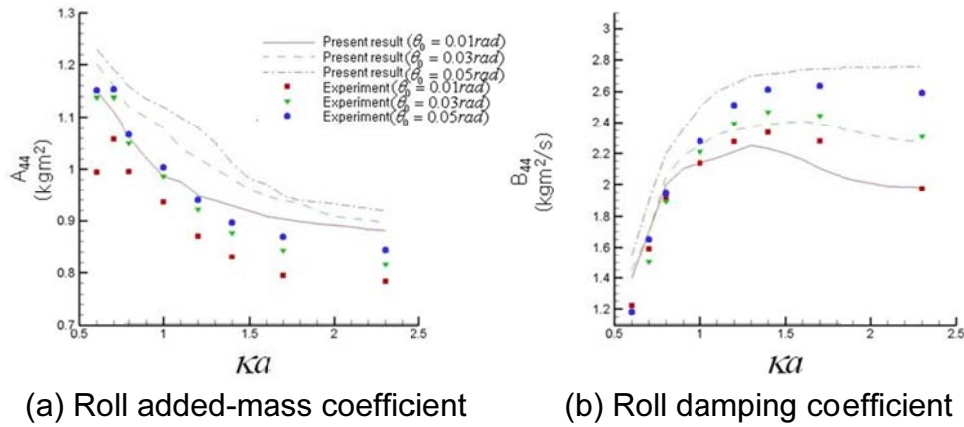 1.3
1.2
1.1
1
0.9
0.8
0.7
A44
(kgm2)
0.5 1 1.5 2 2.5
κa
Present result(θ0 = 0.01rad)
Present result(θ0 = 0.03rad)
Present result(θ0 = 0.05rad)
Experiment(θ0 = 0.01rad)
Experiment(θ0 = 0.03rad)
Experiment(θ0 = 0.05rad)
(a) Roll added-mass coefficient
3
2.8
2.6
2.4
2.2
2
1.8
1.6
1.4
1.2
B44
(kgm2/s)
0.5 1 1.5 2 2.5
κa
(b) Roll damping coefficient